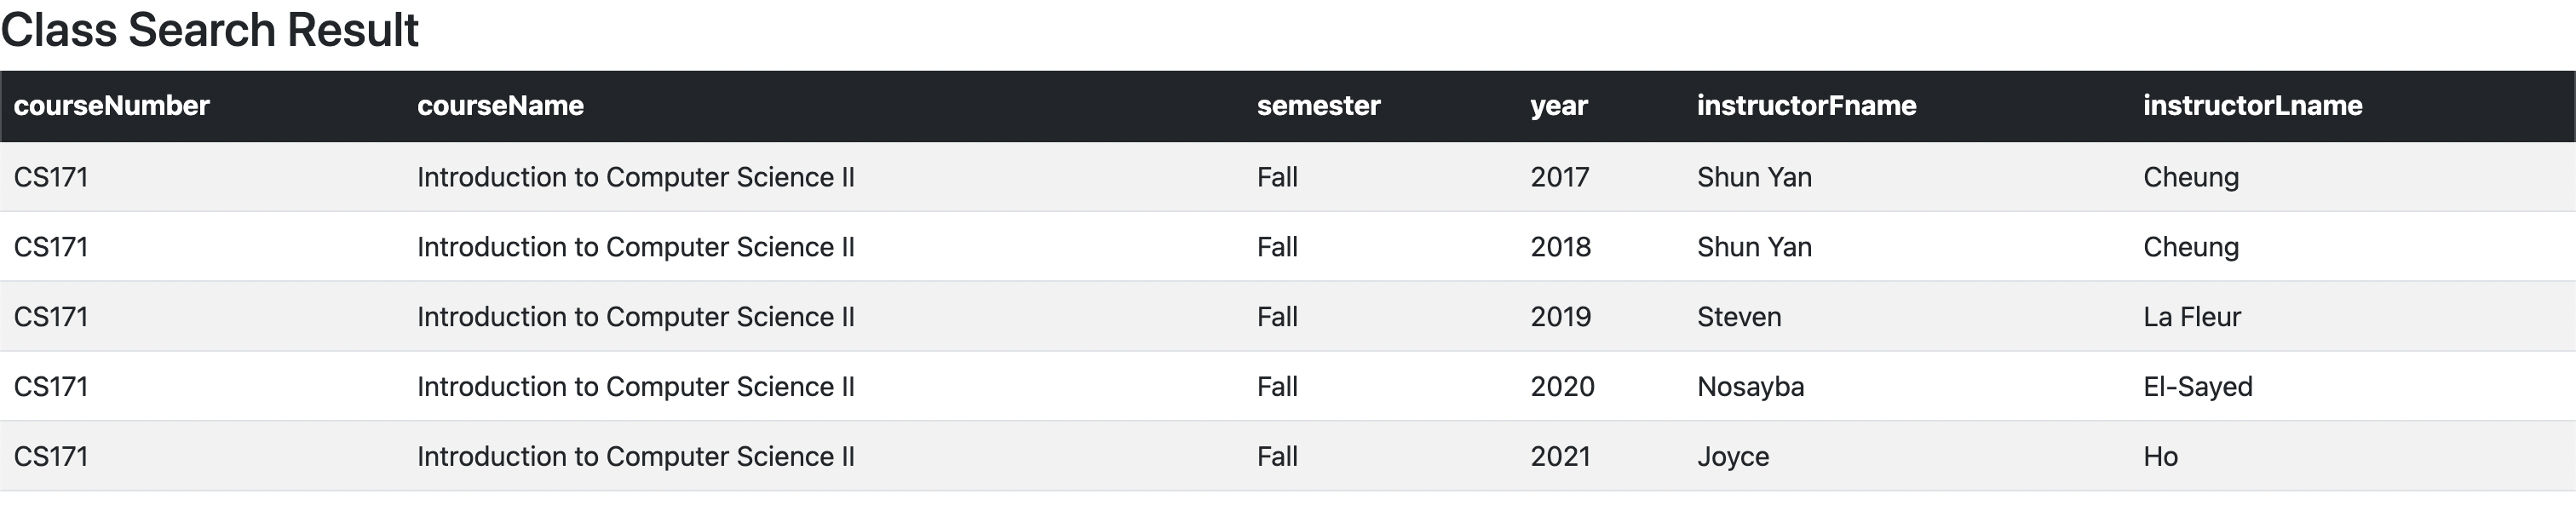 Class Search Result
courseNumber courseName semester year instructorFname instructorLname
CS171 Introduction to Computer Science II Fall 2017 Shun Yan Cheung
CS171 Introduction to Computer Science II Fall 2018 Shun Yan Cheung
CS171 Introduction to Computer Science II Fall 2019 Steven La Fleur
CS171 Introduction to Computer Science II Fall 2020 Nosayba El-Sayed
CS171 Introduction to Computer Science II Fall 2021 Joyce Ho